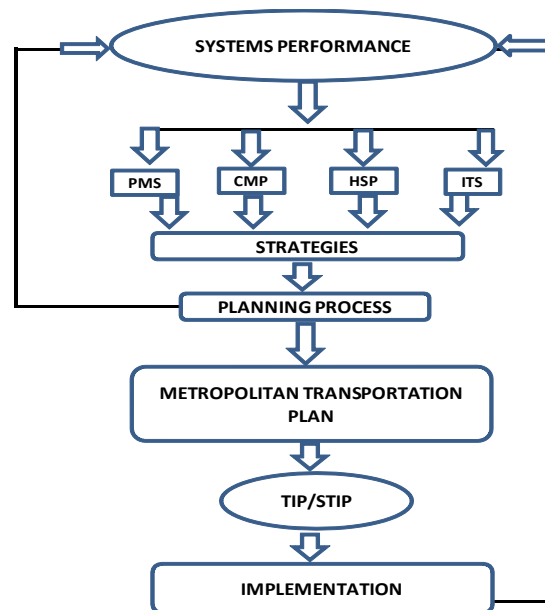 SYSTEMS PERFORMANCE
PMS
CMP
HSP
ITS
STRATEGIES
PLANNING PROCESS
METROPOLITAN TRANSPORTATION
PLAN
TIP/STIP
IMPLEMENTATION